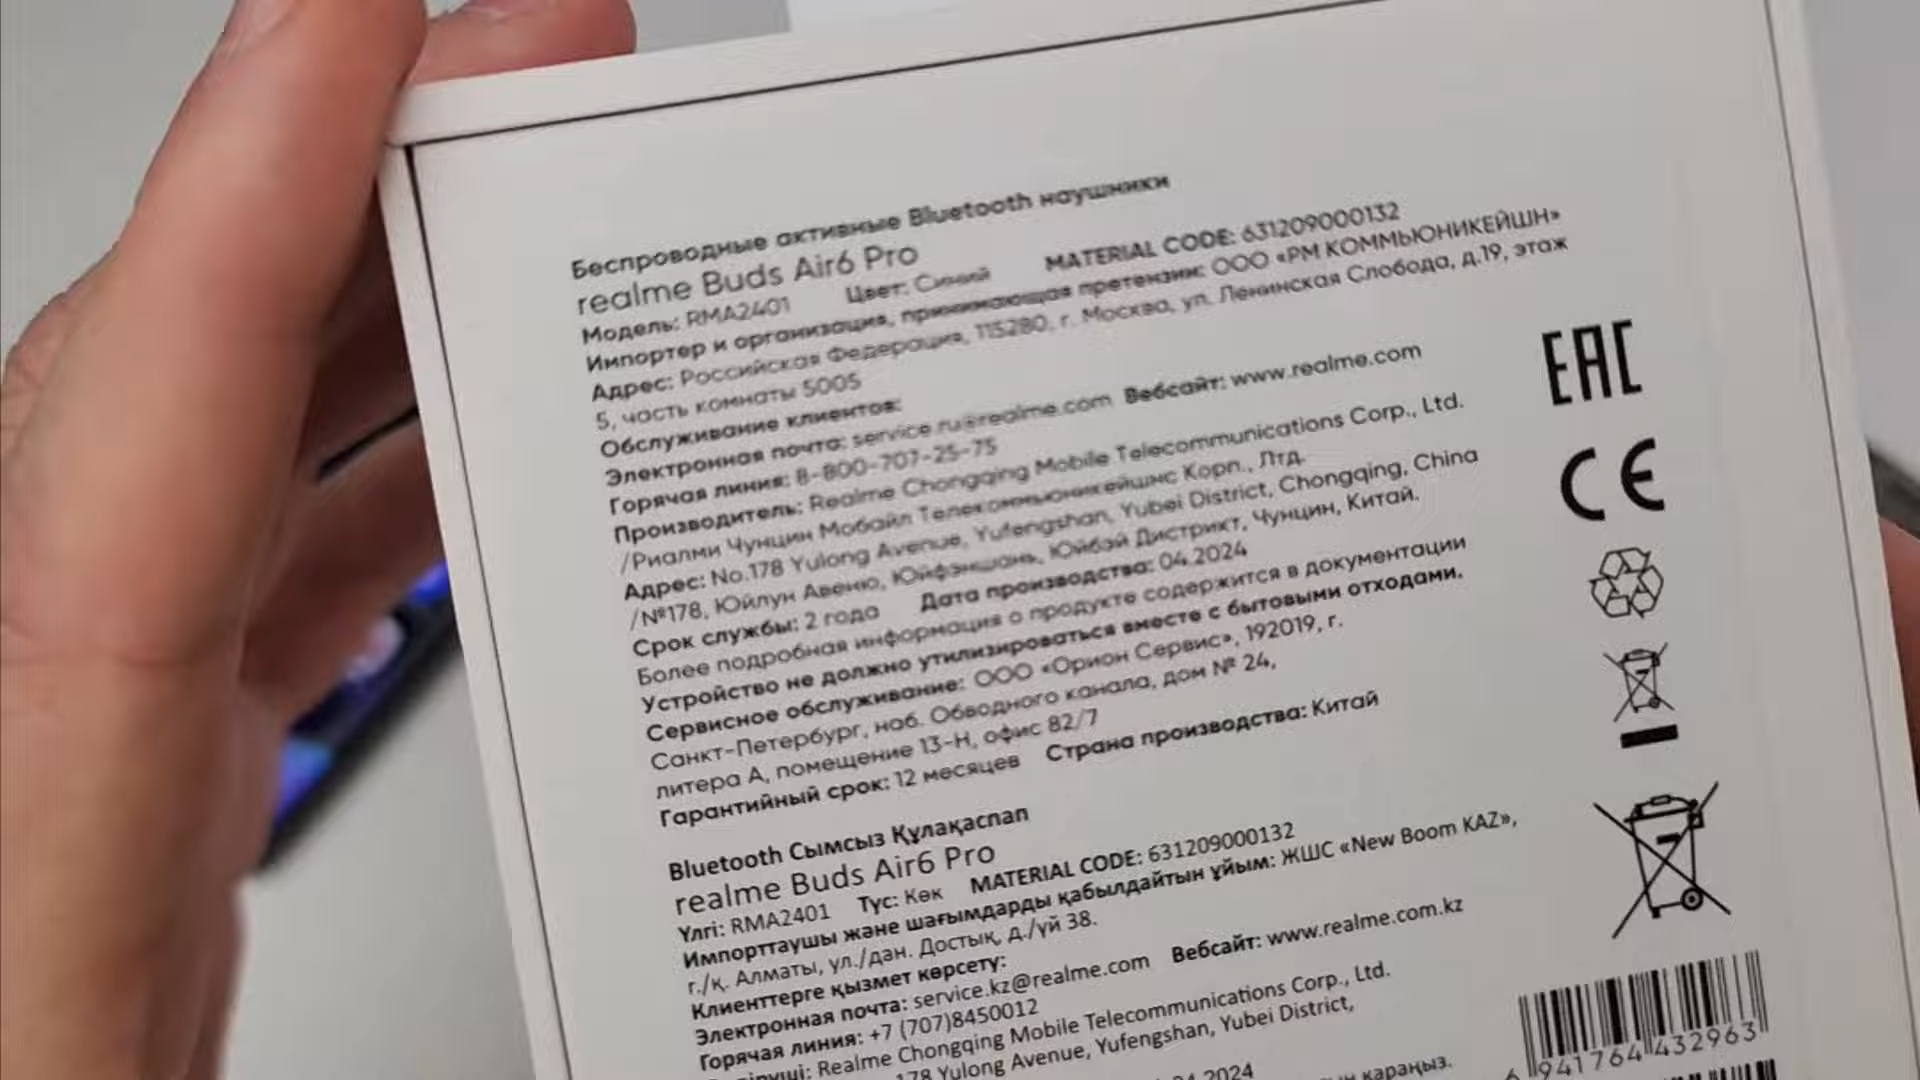 Беспроводные активные Bluetooth наушники
realme Buds Air6 Pro
Модель: RMA2401 Цвет: Синий MATERIAL CODE: 631209000132
Импортер и организация, принимающая претензии: ООО «РМ КОММЬЮНИКЕЙШН»
Адрес: Российская Федерация, 115280, г. Москва, ул. Ленинская Слобода, д.19, этаж
5, часть комнаты 5005
Обслуживание клиентов:
Электронная почта: service.ru@realme.com Вебсайт: www.realme.com
Горячая линия: 8-800-707-25-75
Производитель: Realme Chongqing Mobile Telecommunications Corp., Ltd.
/Риалми Чунцин Мобайл Телекоммьюникейшнс Корп., Лтд.
Адрес: No.178 Yulong Avenue, Yufengshan, Yubei District, Chongqing, China
/№178, Юйлун Авеню, Юйфэншань, Юйбэй Дистрикт, Чунцин, Китай.
Срок службы: 2 года Дата производства: 04.2024
Более подробная информация о продукте содержится в документации
Устройство не должно утилизироваться вместе с бытовыми отходами.
Сервисное обслуживание: ООО «Орион Сервис», 192019, г.
Санкт-Петербург, наб. Обводного канала, дом № 24,
литера А, помещение 13-Н, офис 82/7
Гарантийный срок: 12 месяцев Страна производства: Китай
EAC
CE
Bluetooth Сымсыз Құлақаспап
realme Buds Air6 Pro
Үлгі: RMA2401 Түс: Көк MATERIAL CODE: 631209000132
Импорттаушы және шағымдарды қабылдайтын ұйым: ЖШС «New Boom KAZ»,
г./қ. Алматы, ул./дан. Достық, д./үй 38.
Клиенттерге қызмет көрсету:
Электронная почта: service.kz@realme.com Вебсайт: www.realme.com.kz
Горячая линия: +7 (707)8450012
Realme Chongqing Mobile Telecommunications Corp., Ltd.
178 Yulong Avenue, Yufengshan, Yubei District,
04.2024
қараңыз.
6 941764 432963